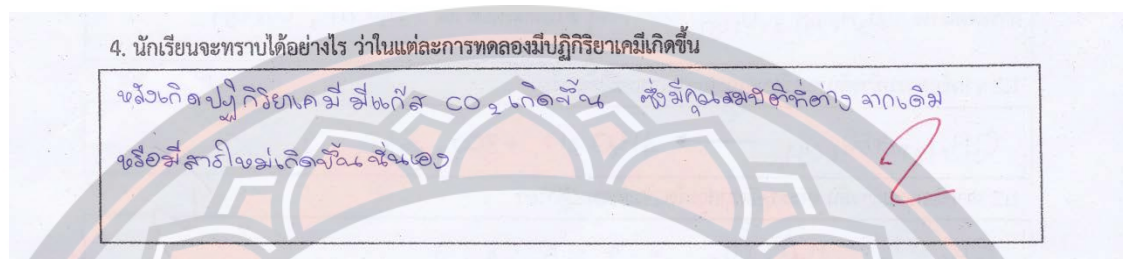 4. นักเรียนจะทราบได้อย่างไร ว่าในแต่ละการทดลองมีปฏิกิริยาเคมีเกิดขึ้น
หลังเกิดปฏิกิริยาเคมี มีแก๊ส CO₂ เกิดขึ้น ซึ่งมีคุณสมบัติที่ต่าง จากเดิม
หรือมีสารใหม่เกิดขึ้น นั่นเอง
2